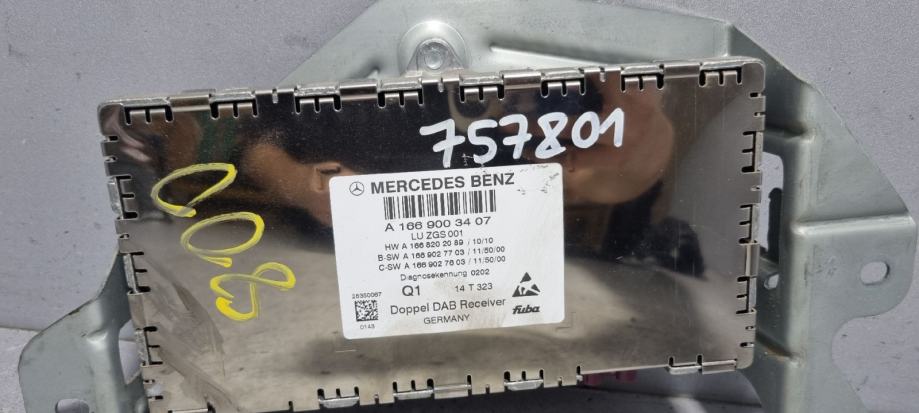 757801
008
MERCEDES BENZ
A 166 900 34 07
LU ZGS 001
HW A 166 820 20 89 / 10/10
B-SW A 166 902 77 03 / 11/50/00
C-SW A 166 902 76 03 / 11/50/00
Diagnosekennung 0202
Q1 14 T 323
28350067
Doppel DAB Receiver
0143
GERMANY
fuba